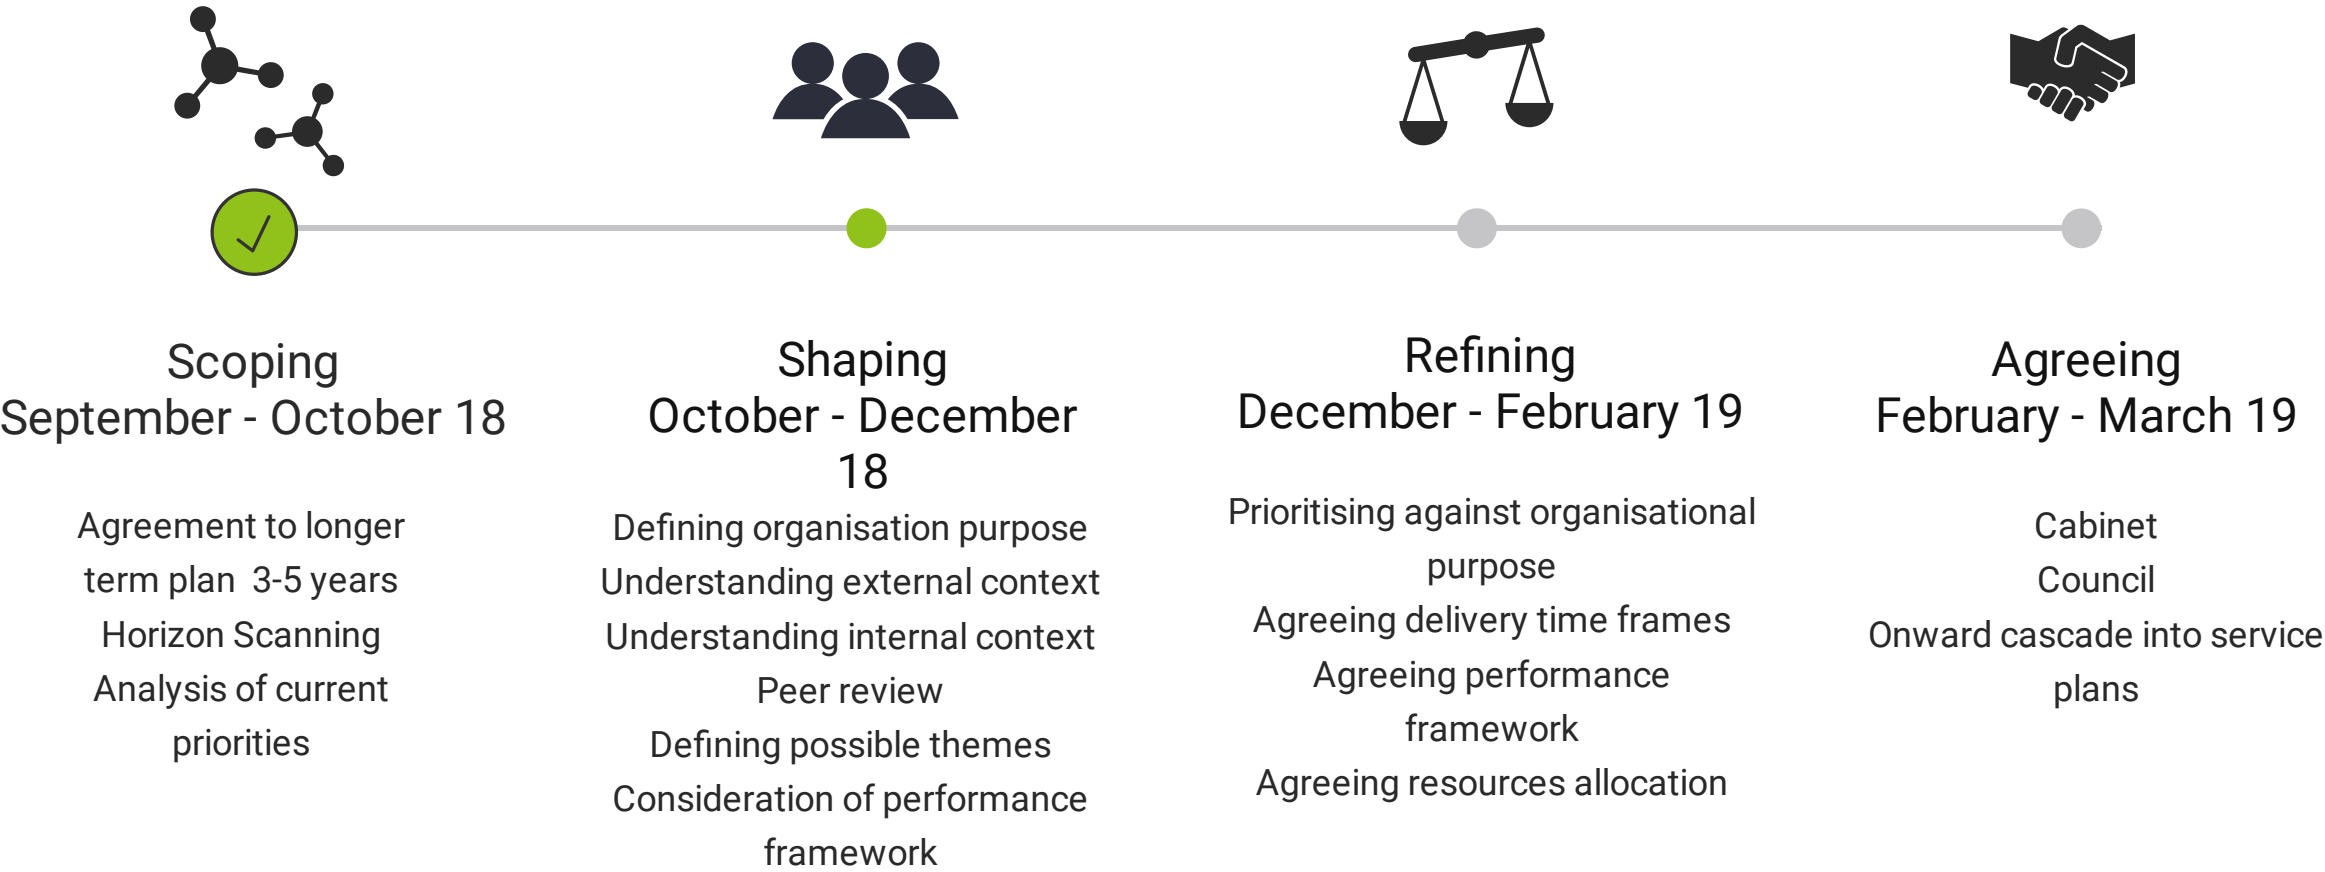 Scoping
September - October 18
Agreement to longer
term plan  3-5 years
Horizon Scanning
Analysis of current
priorities
Shaping
October - December
18
Defining organisation purpose
Understanding external context
Understanding internal context
Peer review
Defining possible themes
Consideration of performance
framework
Refining
December - February 19
Prioritising against organisational
purpose
Agreeing delivery time frames
Agreeing performance
framework
Agreeing resources allocation
Agreeing
February - March 19
Cabinet
Council
Onward cascade into service
plans